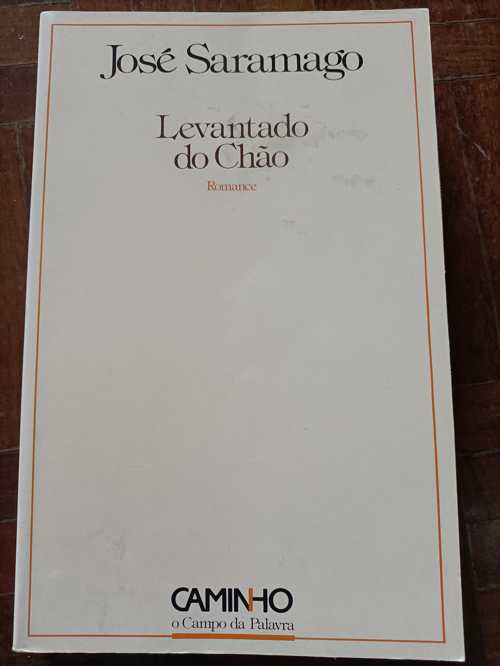 José Saramago
Levantado
do Chão
Romance
CAMINHO
o Campo da Palavra